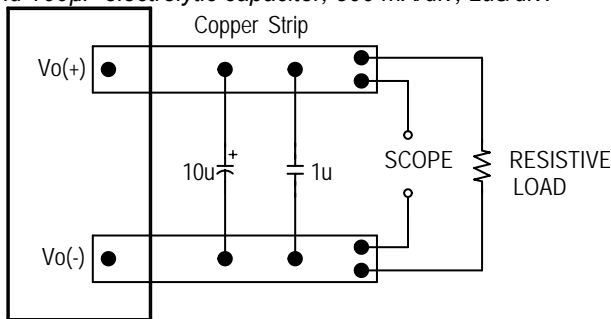 Copper Strip
Vo(+)
10u
+
1u
SCOPE
RESISTIVE
LOAD
Vo(-)